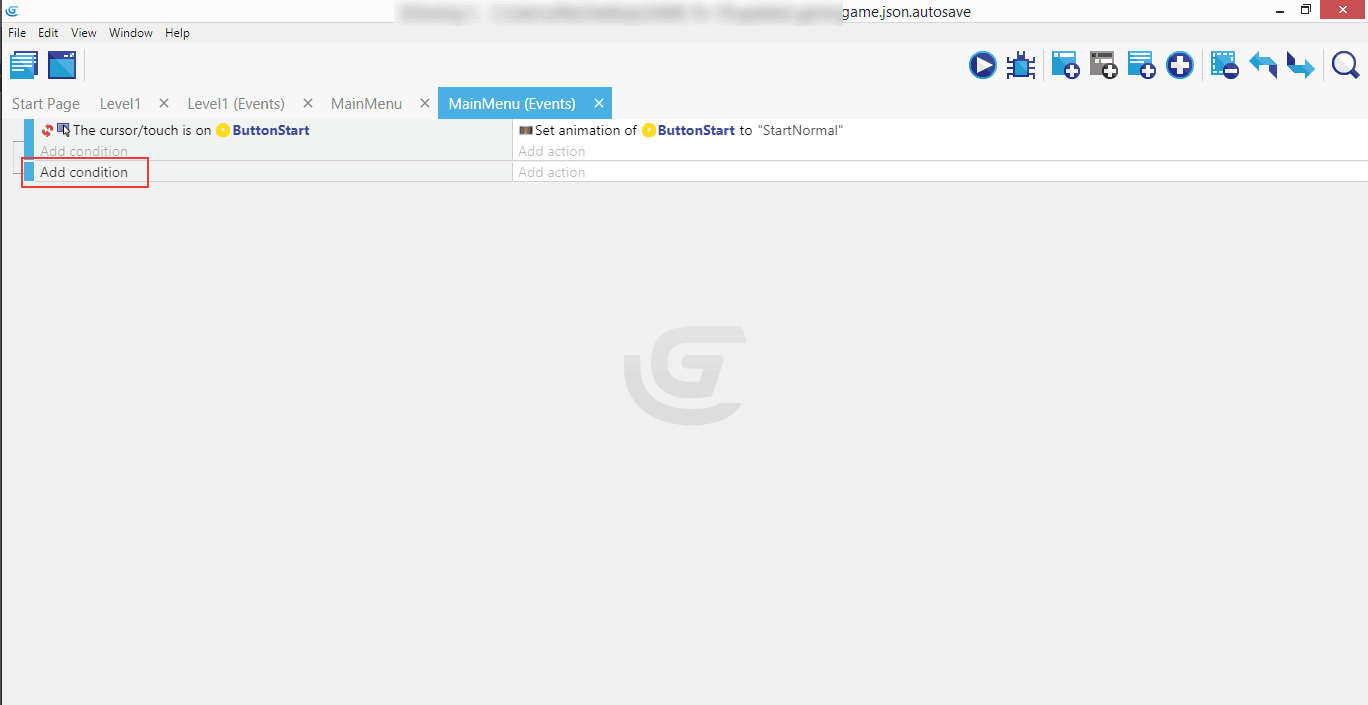 game.json.autosave
File Edit View Window Help
Start Page Level1 × Level1 (Events) × MainMenu × MainMenu (Events) ×
The cursor/touch is on ButtonStart
Set animation of ButtonStart to "StartNormal"
Add condition
Add action
Add condition
Add action